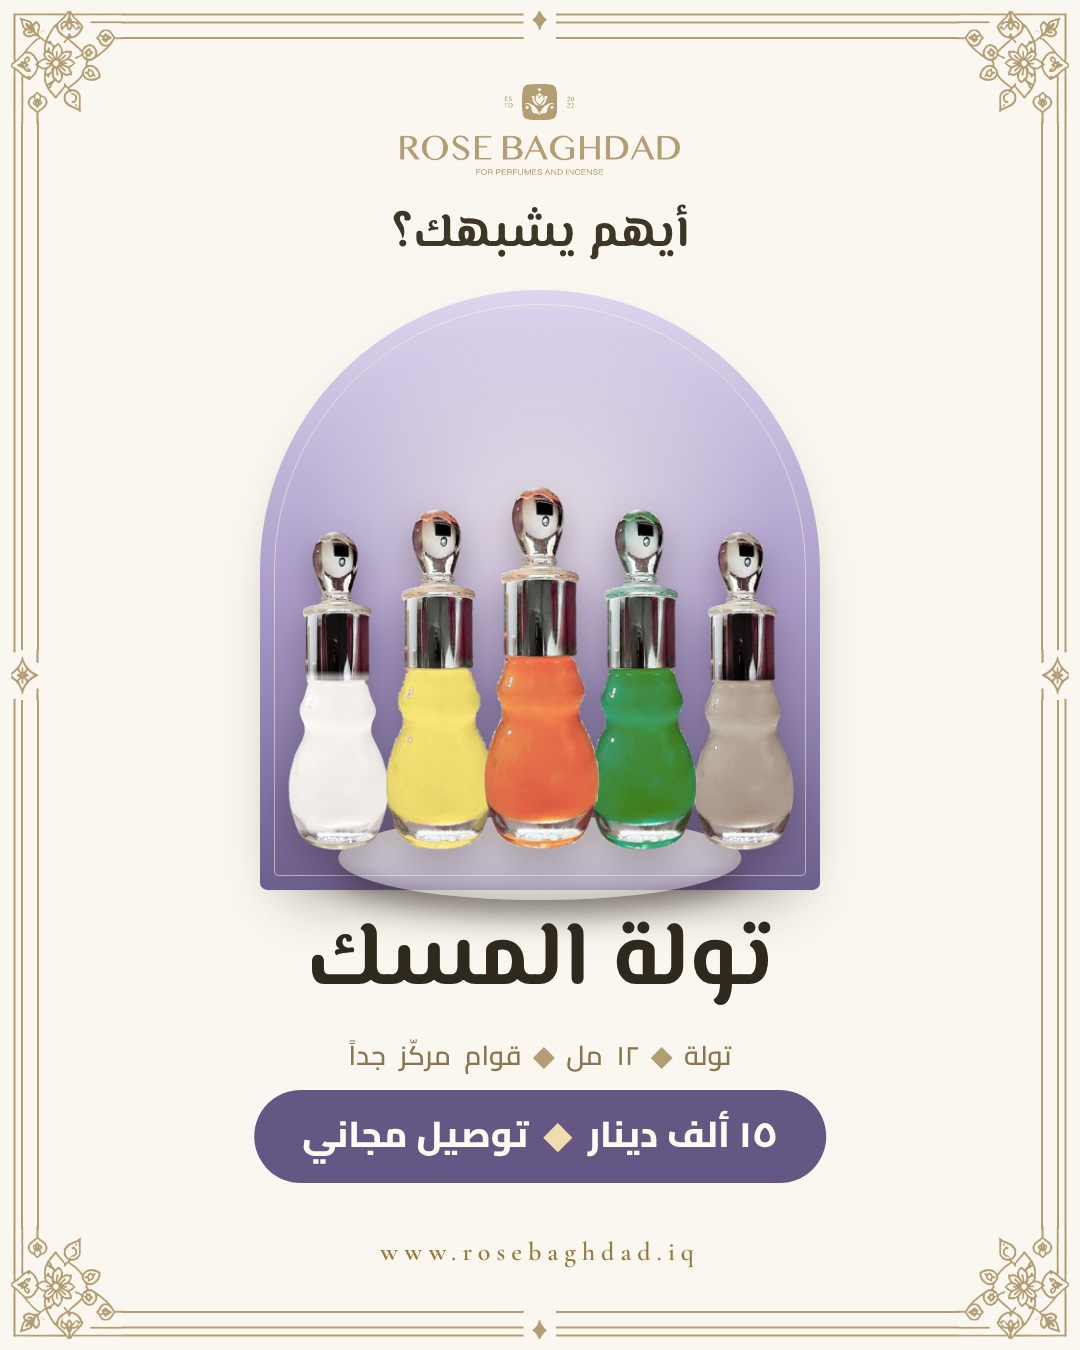 ES
TD
20
22
ROSE BAGHDAD
FOR PERFUMES AND INCENSE
أيهم يشبهك؟
تولة المسك
تولة ◆ ١٢ مل ◆ قوام مركّز جداً
١٥ ألف دينار ◆ توصيل مجاني
www.rosebaghdad.iq